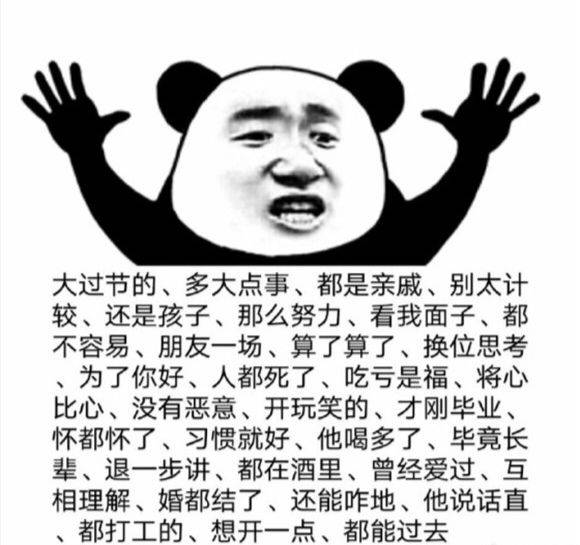 大过节的、多大点事、都是亲戚、别太计
较、还是孩子、那么努力、看我面子、都
不容易、朋友一场、算了算了、换位思考
、为了你好、人都死了、吃亏是福、将心
比心、没有恶意、开玩笑的、才刚毕业、
怀都怀了、习惯就好、他喝多了、毕竟长
辈、退一步讲、都在酒里、曾经爱过、互
相理解、婚都结了、还能咋地、他说话直
、都打工的、想开一点、都能过去